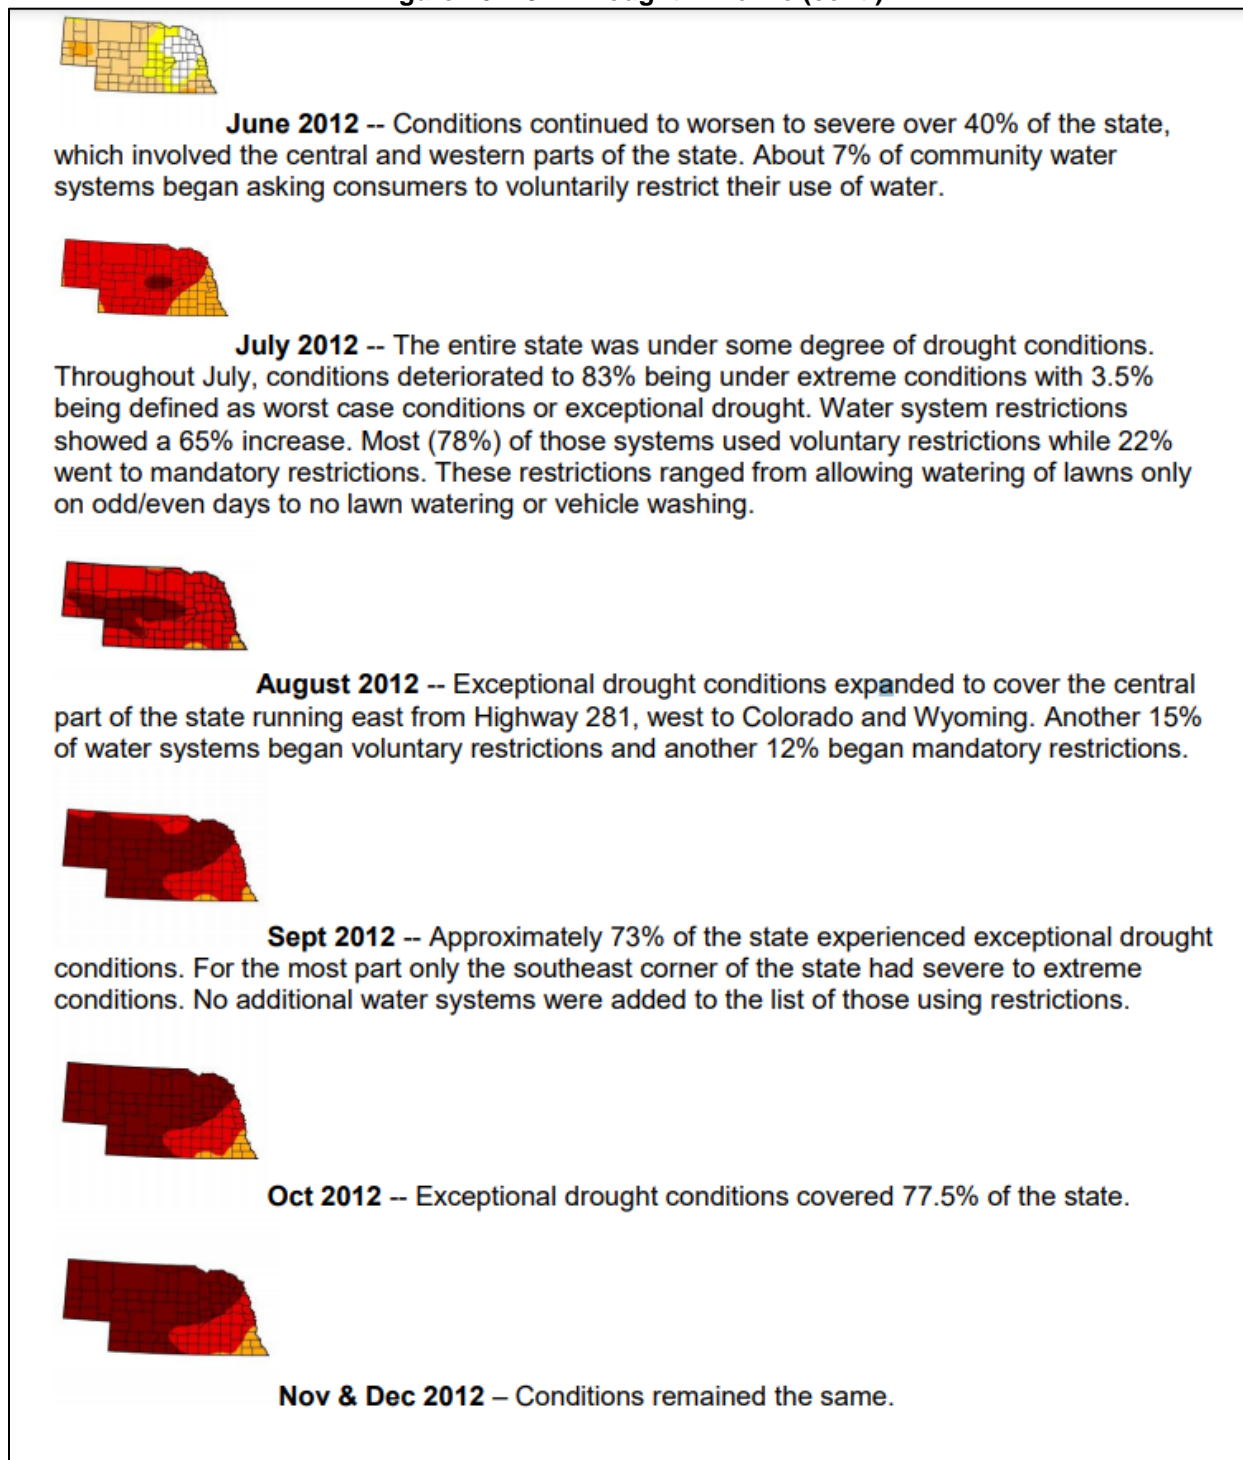 June 2012 -- Conditions continued to worsen to severe over 40% of the state,
which involved the central and western parts of the state. About 7% of community water
systems began asking consumers to voluntarily restrict their use of water.
July 2012 -- The entire state was under some degree of drought conditions.
Throughout July, conditions deteriorated to 83% being under extreme conditions with 3.5%
being defined as worst case conditions or exceptional drought. Water system restrictions
showed a 65% increase. Most (78%) of those systems used voluntary restrictions while 22%
went to mandatory restrictions. These restrictions ranged from allowing watering of lawns only
on odd/even days to no lawn watering or vehicle washing.
August 2012 -- Exceptional drought conditions expanded to cover the central
part of the state running east from Highway 281, west to Colorado and Wyoming. Another 15%
of water systems began voluntary restrictions and another 12% began mandatory restrictions.
Sept 2012 -- Approximately 73% of the state experienced exceptional drought
conditions. For the most part only the southeast corner of the state had severe to extreme
conditions. No additional water systems were added to the list of those using restrictions.
Oct 2012 -- Exceptional drought conditions covered 77.5% of the state.
Nov & Dec 2012 – Conditions remained the same.